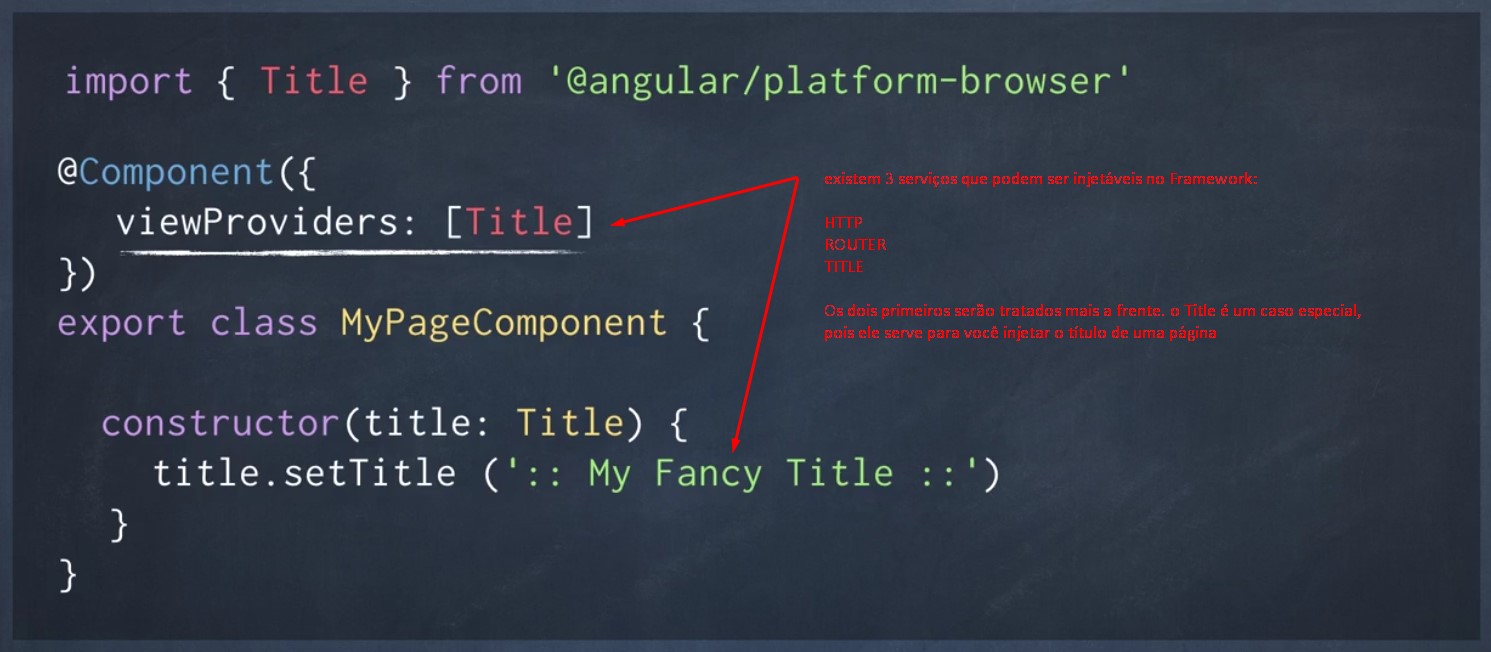 import { Title } from '@angular/platform-browser'
@Component({
viewProviders: [Title]
})
export class MyPageComponent {
constructor(title: Title) {
title.setTitle (':: My Fancy Title ::')
}
}
existem 3 serviços que podem ser injetáveis no Framework:
HTTP
ROUTER
TITLE
Os dois primeiros serão tratados mais a frente. o Title é um caso especial,
pois ele serve para você injetar o título de uma página